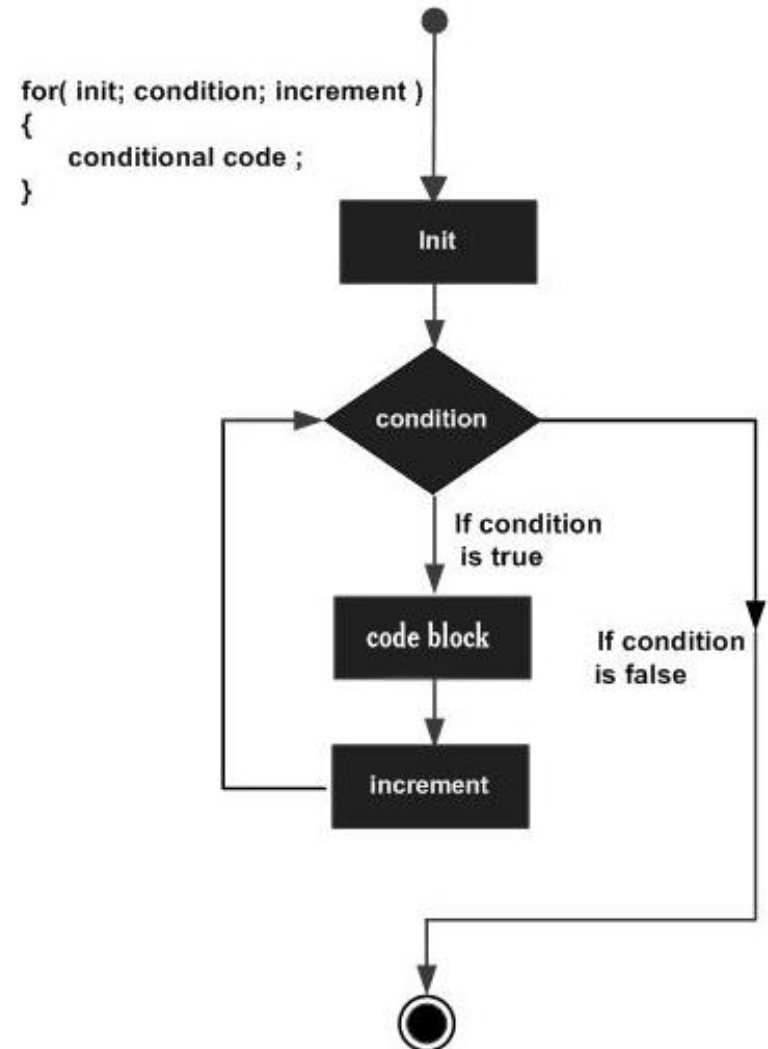 for( init; condition; increment )
{
conditional code ;
}
Init
condition
If condition
is true
code block
If condition
is false
increment